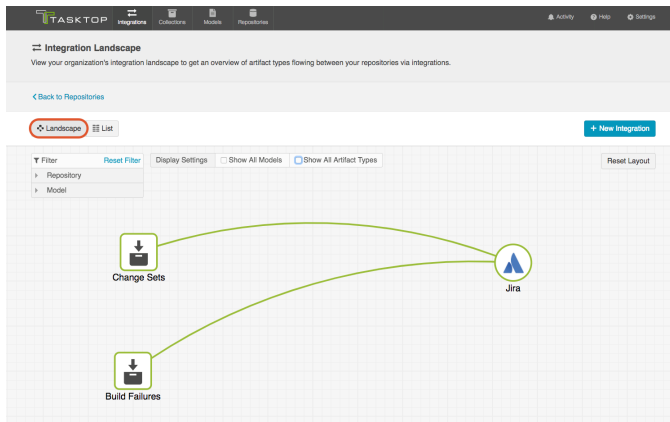 TASKTOP
Integrations
Collections
Models
Repositories
Activity
Help
Settings
Integration Landscape
View your organization's integration landscape to get an overview of artifact types flowing between your repositories via integrations.
Back to Repositories
Landscape
List
+ New Integration
Filter
Reset Filter
Display Settings
Show All Models
Show All Artifact Types
Reset Layout
Repository
Model
Change Sets
Jira
Build Failures